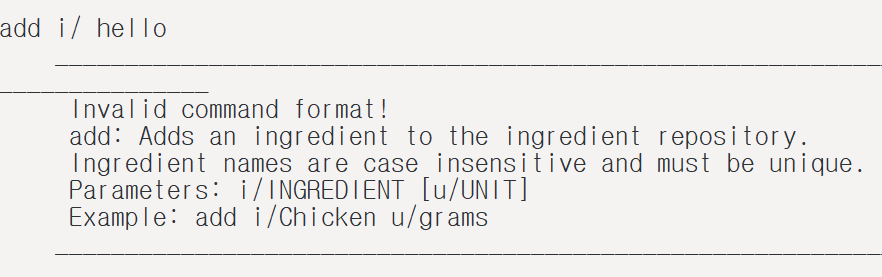 add i/ hello
____________________________________________________________
_______________
Invalid command format!
add: Adds an ingredient to the ingredient repository.
Ingredient names are case insensitive and must be unique.
Parameters: i/INGREDIENT [u/UNIT]
Example: add i/Chicken u/grams
____________________________________________________________